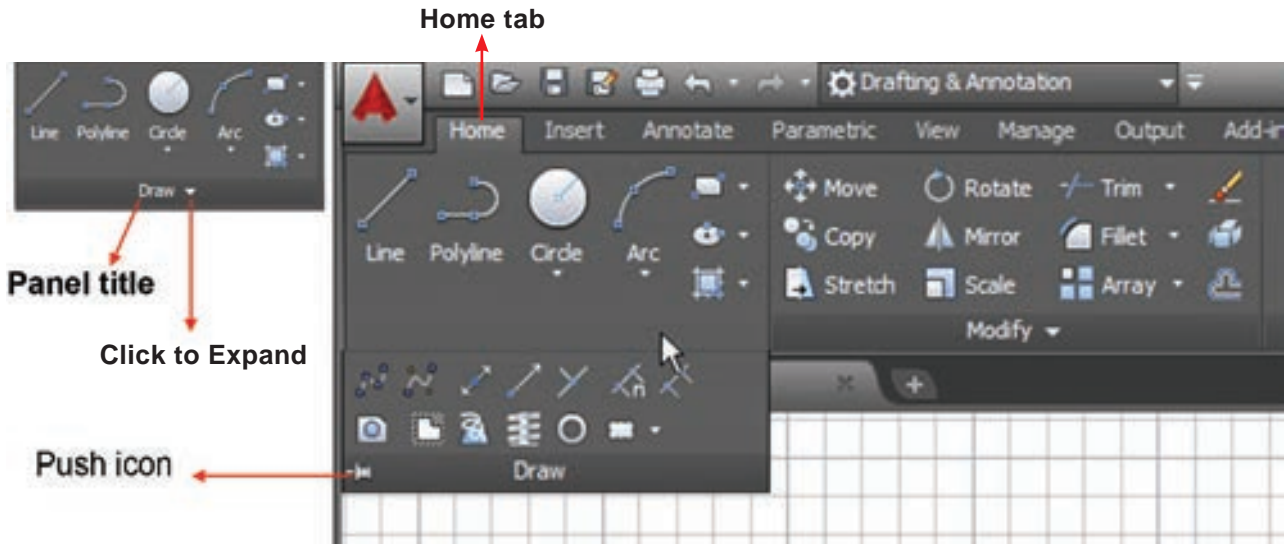 Home tab
Line Polyline Circle Arc
Draw
Panel title
Click to Expand
Push icon
Drafting & Annotation
Home Insert Annotate Parametric View Manage Output Add-in
Line Polyline Circle Arc
Move Rotate Trim
Copy Mirror Fillet
Stretch Scale Array
Modify
n
Draw